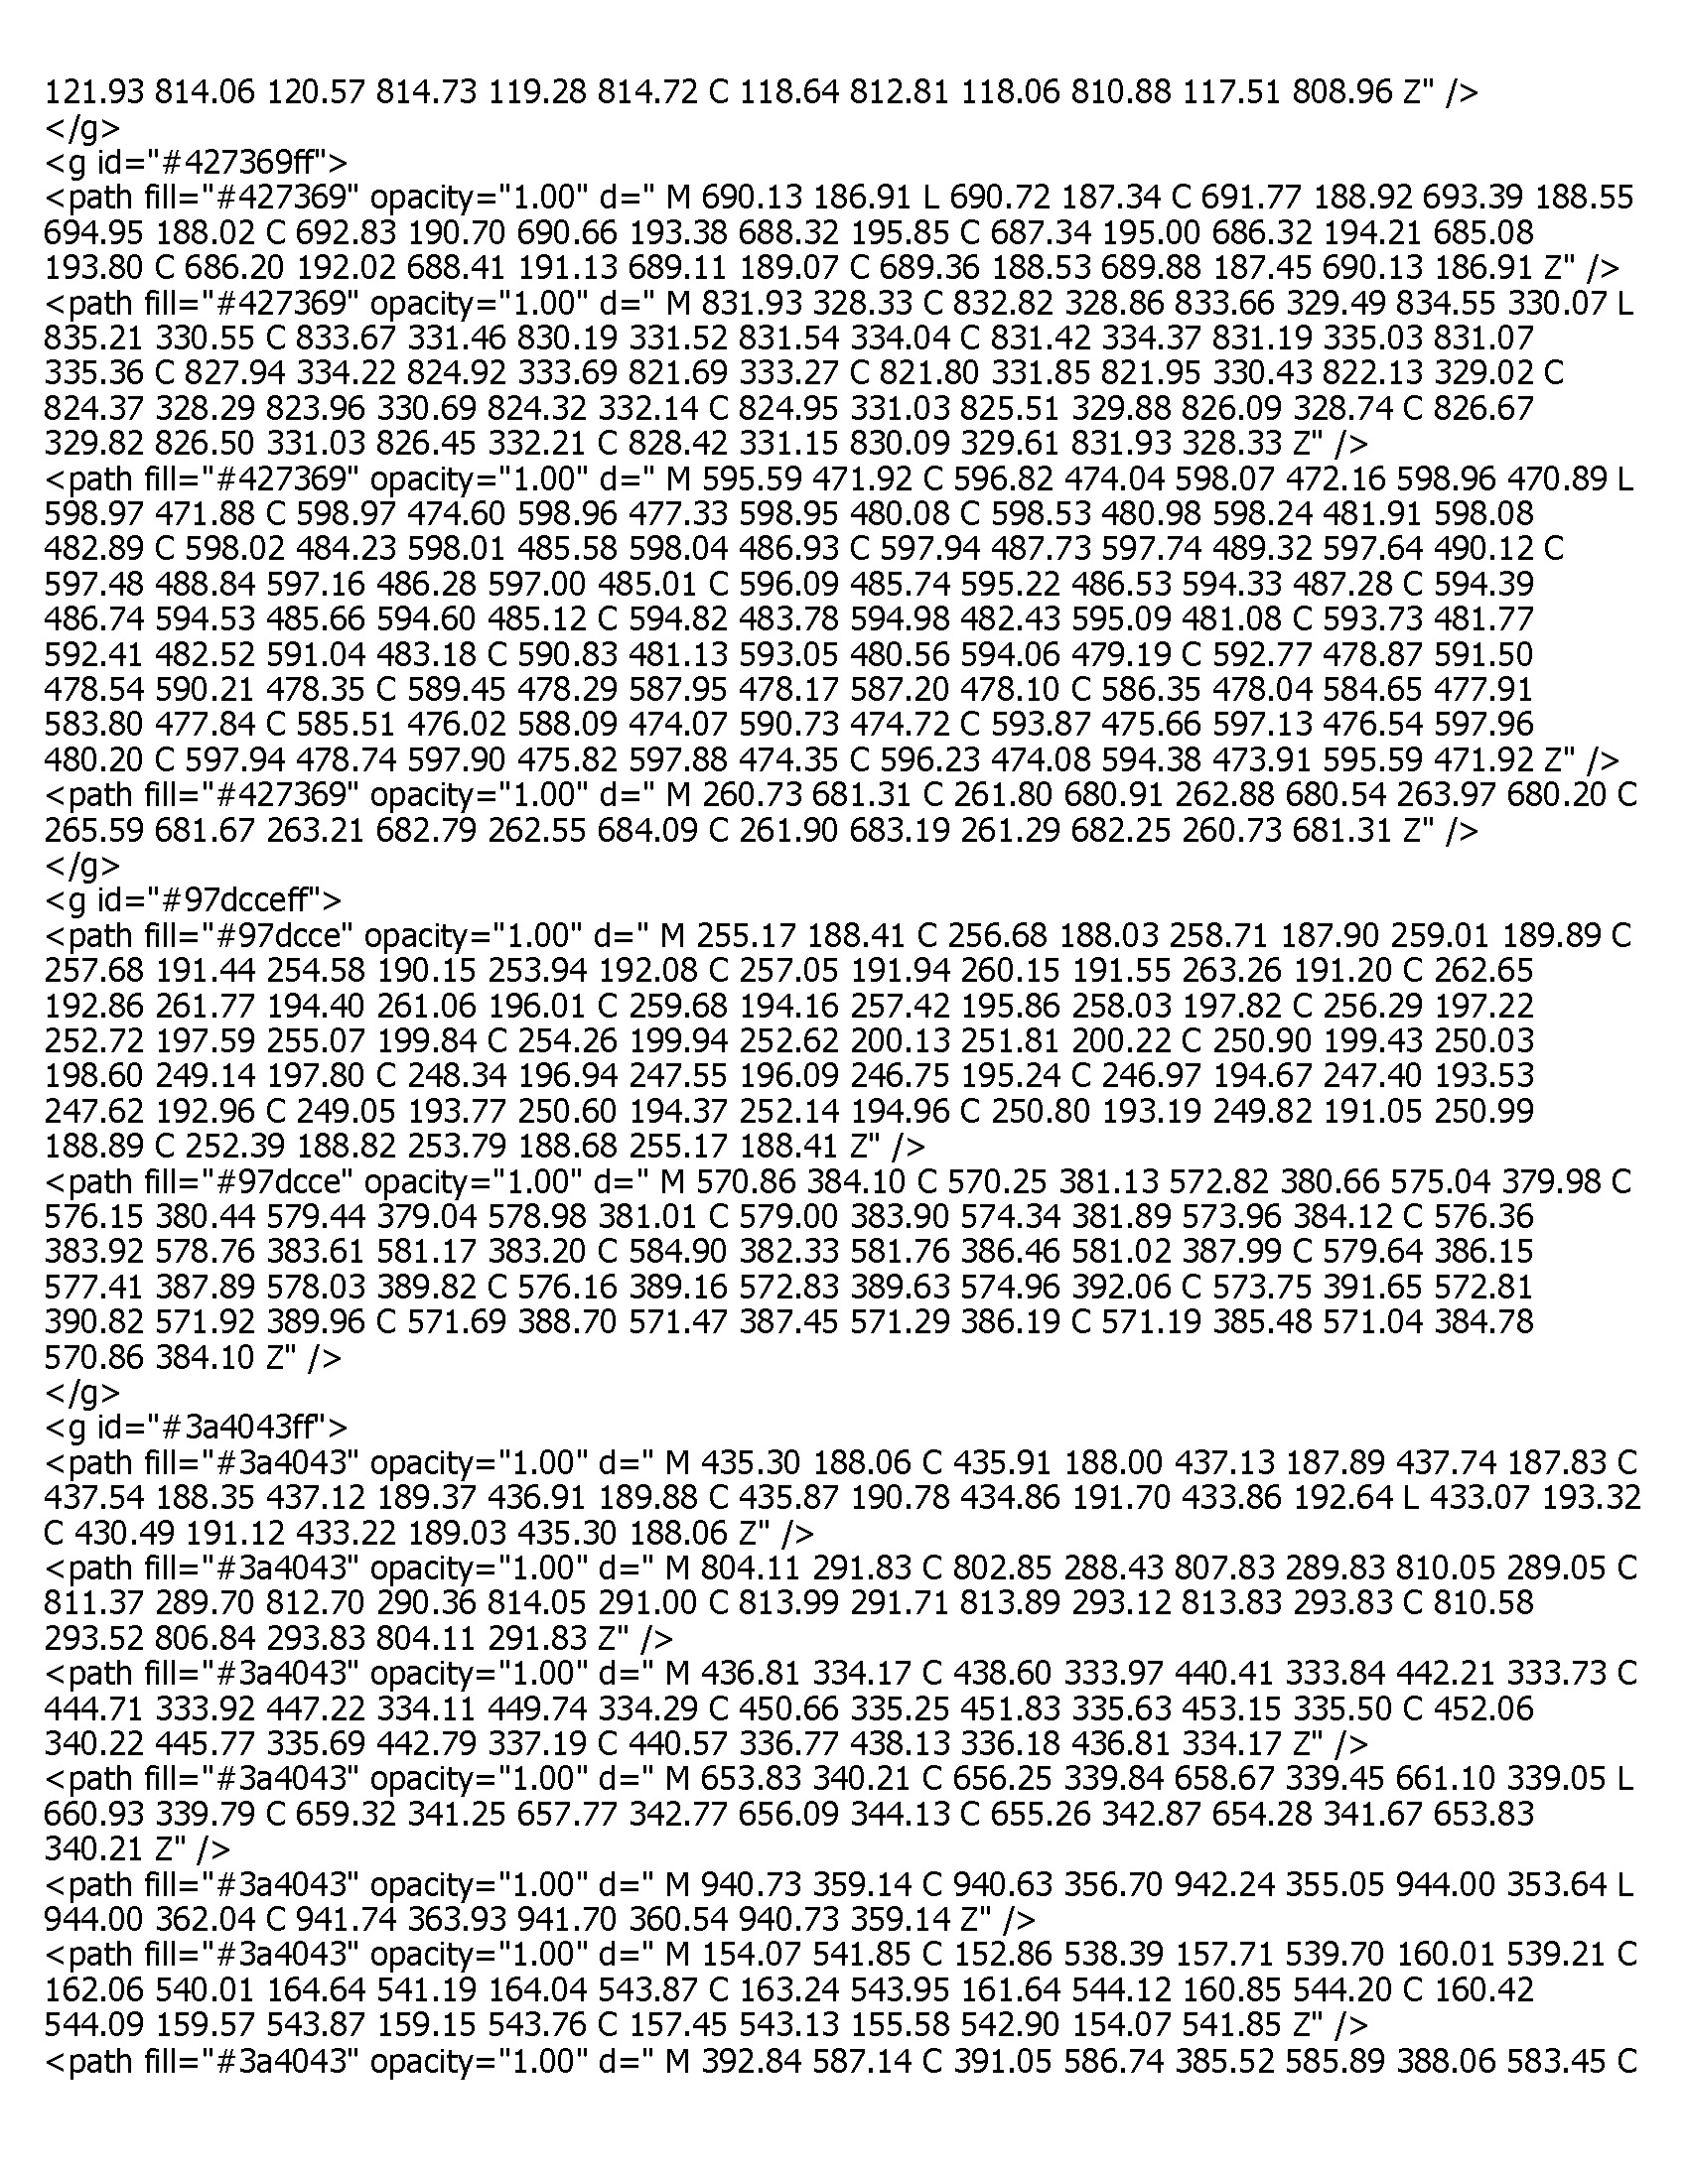 121.93 814.06 120.57 814.73 119.28 814.72 C 118.64 812.81 118.06 810.88 117.51 808.96 Z" />
</g>
<g id="#427369ff">
<path fill="#427369" opacity="1.00" d=" M 690.13 186.91 L 690.72 187.34 C 691.77 188.92 693.39 188.55
694.95 188.02 C 692.83 190.70 690.66 193.38 688.32 195.85 C 687.34 195.00 686.32 194.21 685.08
193.80 C 686.20 192.02 688.41 191.13 689.11 189.07 C 689.36 188.53 689.88 187.45 690.13 186.91 Z" />
<path fill="#427369" opacity="1.00" d=" M 831.93 328.33 C 832.82 328.86 833.66 329.49 834.55 330.07 L
835.21 330.55 C 833.67 331.46 830.19 331.52 831.54 334.04 C 831.42 334.37 831.19 335.03 831.07
335.36 C 827.94 334.22 824.92 333.69 821.69 333.27 C 821.80 331.85 821.95 330.43 822.13 329.02 C
824.37 328.29 823.96 330.69 824.32 332.14 C 824.95 331.03 825.51 329.88 826.09 328.74 C 826.67
329.82 826.50 331.03 826.45 332.21 C 828.42 331.15 830.09 329.61 831.93 328.33 Z" />
<path fill="#427369" opacity="1.00" d=" M 595.59 471.92 C 596.82 474.04 598.07 472.16 598.96 470.89 L
598.97 471.88 C 598.97 474.60 598.96 477.33 598.95 480.08 C 598.53 480.98 598.24 481.91 598.08
482.89 C 598.02 484.23 598.01 485.58 598.04 486.93 C 597.94 487.73 597.74 489.32 597.64 490.12 C
597.48 488.84 597.16 486.28 597.00 485.01 C 596.09 485.74 595.22 486.53 594.33 487.28 C 594.39
486.74 594.53 485.66 594.60 485.12 C 594.82 483.78 594.98 482.43 595.09 481.08 C 593.73 481.77
592.41 482.52 591.04 483.18 C 590.83 481.13 593.05 480.56 594.06 479.19 C 592.77 478.87 591.50
478.54 590.21 478.35 C 589.45 478.29 587.95 478.17 587.20 478.10 C 586.35 478.04 584.65 477.91
583.80 477.84 C 585.51 476.02 588.09 474.07 590.73 474.72 C 593.87 475.66 597.13 476.54 597.96
480.20 C 597.94 478.74 597.90 475.82 597.88 474.35 C 596.23 474.08 594.38 473.91 595.59 471.92 Z" />
<path fill="#427369" opacity="1.00" d=" M 260.73 681.31 C 261.80 680.91 262.88 680.54 263.97 680.20 C
265.59 681.67 263.21 682.79 262.55 684.09 C 261.90 683.19 261.29 682.25 260.73 681.31 Z" />
</g>
<g id="#97dcceff">
<path fill="#97dcce" opacity="1.00" d=" M 255.17 188.41 C 256.68 188.03 258.71 187.90 259.01 189.89 C
257.68 191.44 254.58 190.15 253.94 192.08 C 257.05 191.94 260.15 191.55 263.26 191.20 C 262.65
192.86 261.77 194.40 261.06 196.01 C 259.68 194.16 257.42 195.86 258.03 197.82 C 256.29 197.22
252.72 197.59 255.07 199.84 C 254.26 199.94 252.62 200.13 251.81 200.22 C 250.90 199.43 250.03
198.60 249.14 197.80 C 248.34 196.94 247.55 196.09 246.75 195.24 C 246.97 194.67 247.40 193.53
247.62 192.96 C 249.05 193.77 250.60 194.37 252.14 194.96 C 250.80 193.19 249.82 191.05 250.99
188.89 C 252.39 188.82 253.79 188.68 255.17 188.41 Z" />
<path fill="#97dcce" opacity="1.00" d=" M 570.86 384.10 C 570.25 381.13 572.82 380.66 575.04 379.98 C
576.15 380.44 579.44 379.04 578.98 381.01 C 579.00 383.90 574.34 381.89 573.96 384.12 C 576.36
383.92 578.76 383.61 581.17 383.20 C 584.90 382.33 581.76 386.46 581.02 387.99 C 579.64 386.15
577.41 387.89 578.03 389.82 C 576.16 389.16 572.83 389.63 574.96 392.06 C 573.75 391.65 572.81
390.82 571.92 389.96 C 571.69 388.70 571.47 387.45 571.29 386.19 C 571.19 385.48 571.04 384.78
570.86 384.10 Z" />
</g>
<g id="#3a4043ff">
<path fill="#3a4043" opacity="1.00" d=" M 435.30 188.06 C 435.91 188.00 437.13 187.89 437.74 187.83 C
437.54 188.35 437.12 189.37 436.91 189.88 C 435.87 190.78 434.86 191.70 433.86 192.64 L 433.07 193.32
C 430.49 191.12 433.22 189.03 435.30 188.06 Z" />
<path fill="#3a4043" opacity="1.00" d=" M 804.11 291.83 C 802.85 288.43 807.83 289.83 810.05 289.05 C
811.37 289.70 812.70 290.36 814.05 291.00 C 813.99 291.71 813.89 293.12 813.83 293.83 C 810.58
293.52 806.84 293.83 804.11 291.83 Z" />
<path fill="#3a4043" opacity="1.00" d=" M 436.81 334.17 C 438.60 333.97 440.41 333.84 442.21 333.73 C
444.71 333.92 447.22 334.11 449.74 334.29 C 450.66 335.25 451.83 335.63 453.15 335.50 C 452.06
340.22 445.77 335.69 442.79 337.19 C 440.57 336.77 438.13 336.18 436.81 334.17 Z" />
<path fill="#3a4043" opacity="1.00" d=" M 653.83 340.21 C 656.25 339.84 658.67 339.45 661.10 339.05 L
660.93 339.79 C 659.32 341.25 657.77 342.77 656.09 344.13 C 655.26 342.87 654.28 341.67 653.83
340.21 Z" />
<path fill="#3a4043" opacity="1.00" d=" M 940.73 359.14 C 940.63 356.70 942.24 355.05 944.00 353.64 L
944.00 362.04 C 941.74 363.93 941.70 360.54 940.73 359.14 Z" />
<path fill="#3a4043" opacity="1.00" d=" M 154.07 541.85 C 152.86 538.39 157.71 539.70 160.01 539.21 C
162.06 540.01 164.64 541.19 164.04 543.87 C 163.24 543.95 161.64 544.12 160.85 544.20 C 160.42
544.09 159.57 543.87 159.15 543.76 C 157.45 543.13 155.58 542.90 154.07 541.85 Z" />
<path fill="#3a4043" opacity="1.00" d=" M 392.84 587.14 C 391.05 586.74 385.52 585.89 388.06 583.45 C